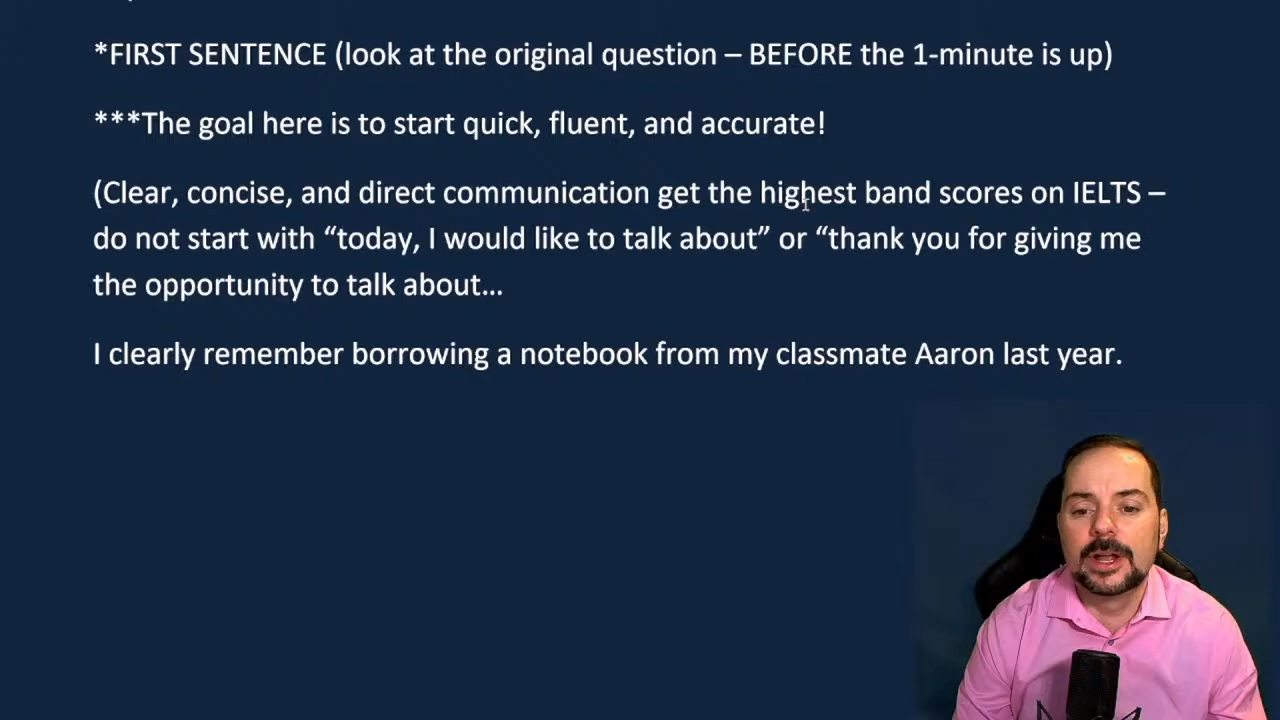 *FIRST SENTENCE (look at the original question – BEFORE the 1-minute is up)
***The goal here is to start quick, fluent, and accurate!
(Clear, concise, and direct communication get the highest band scores on IELTS –
do not start with “today, I would like to talk about” or “thank you for giving me
the opportunity to talk about…
I clearly remember borrowing a notebook from my classmate Aaron last year.